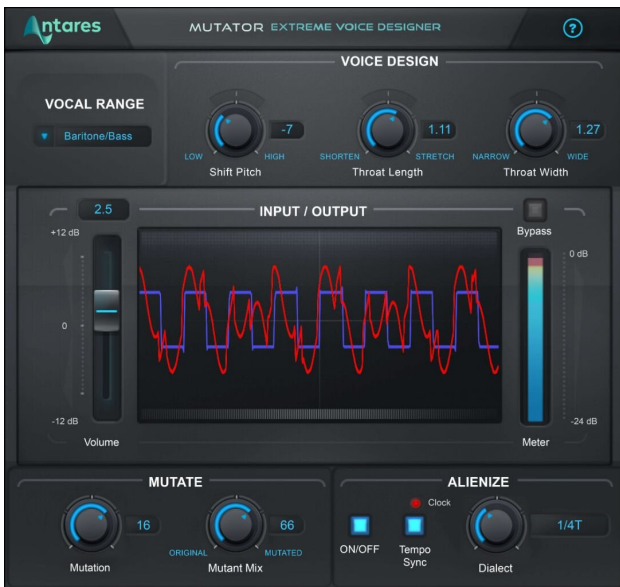 Antares
MUTATOR EXTREME VOICE DESIGNER
?
VOCAL RANGE
Baritone/Bass
VOICE DESIGN
-7
1.11
1.27
LOW HIGH
SHORTEN STRETCH
NARROW WIDE
Shift Pitch
Throat Length
Throat Width
2.5
INPUT / OUTPUT
Bypass
+12 dB
0
-12 dB
Volume
0 dB
-24 dB
Meter
MUTATE
16
66
ORIGINAL MUTATED
Mutation
Mutant Mix
ALIENIZE
Clock
1/4T
ON/OFF
Tempo
Sync
Dialect